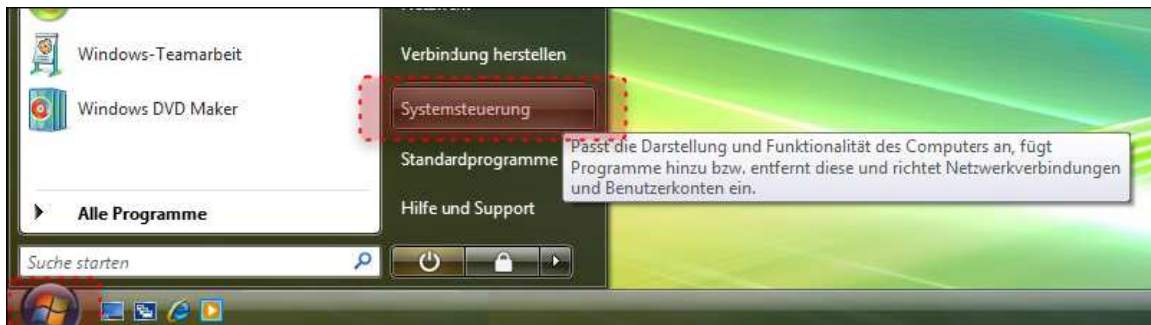 Windows-Teamarbeit
Windows DVD Maker
Alle Programme
Suche starten
Verbindung herstellen
Systemsteuerung
Standardprogramme
Hilfe und Support
Passt die Darstellung und Funktionalität des Computers an, fügt
Programme hinzu bzw. entfernt diese und richtet Netzwerkverbindungen
und Benutzerkonten ein.